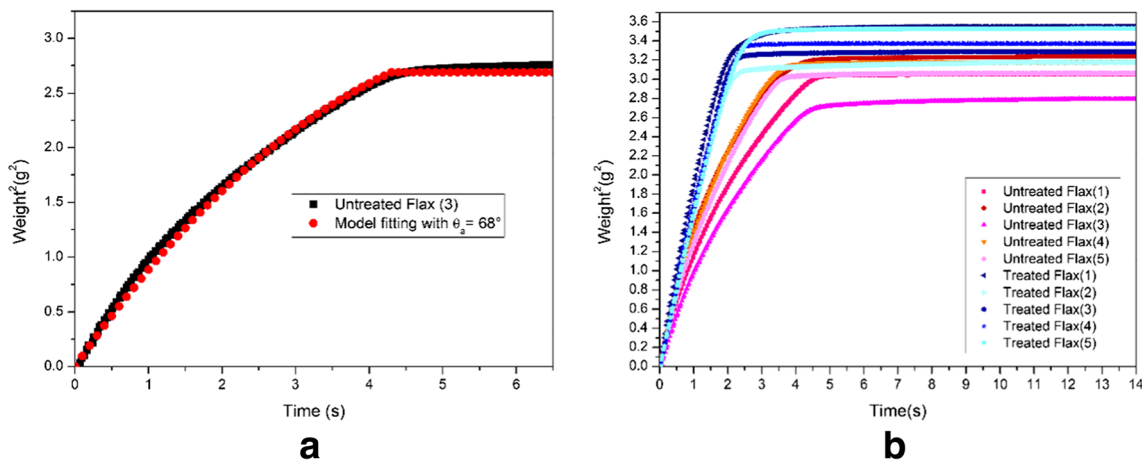 3.0
2.5
2.0
1.5
1.0
0.5
0.0
Weight²(g²)
Untreated Flax (3)
Model fitting with θa= 68°
0 1 2 3 4 5 6
Time (s)
a
3.6
3.4
3.2
3.0
2.8
2.6
2.4
2.2
2.0
1.8
1.6
1.4
1.2
1.0
0.8
0.6
0.4
0.2
0.0
Weight²(g²)
Untreated Flax(1)
Untreated Flax(2)
Untreated Flax(3)
Untreated Flax(4)
Untreated Flax(5)
Treated Flax(1)
Treated Flax(2)
Treated Flax(3)
Treated Flax(4)
Treated Flax(5)
0 1 2 3 4 5 6 7 8 9 10 11 12 13 14
Time(s)
b